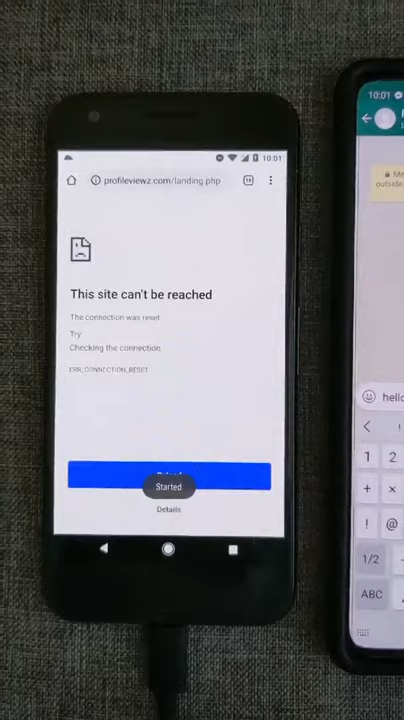 10:01
profileviewz.com/landing.php
This site can't be reached
The connection was reset
Try
Checking the connection
ERR_CONNECTION_RESET
Started
Details
10:01
outside
hello
1 2
+ ×
! @
1/2
ABC